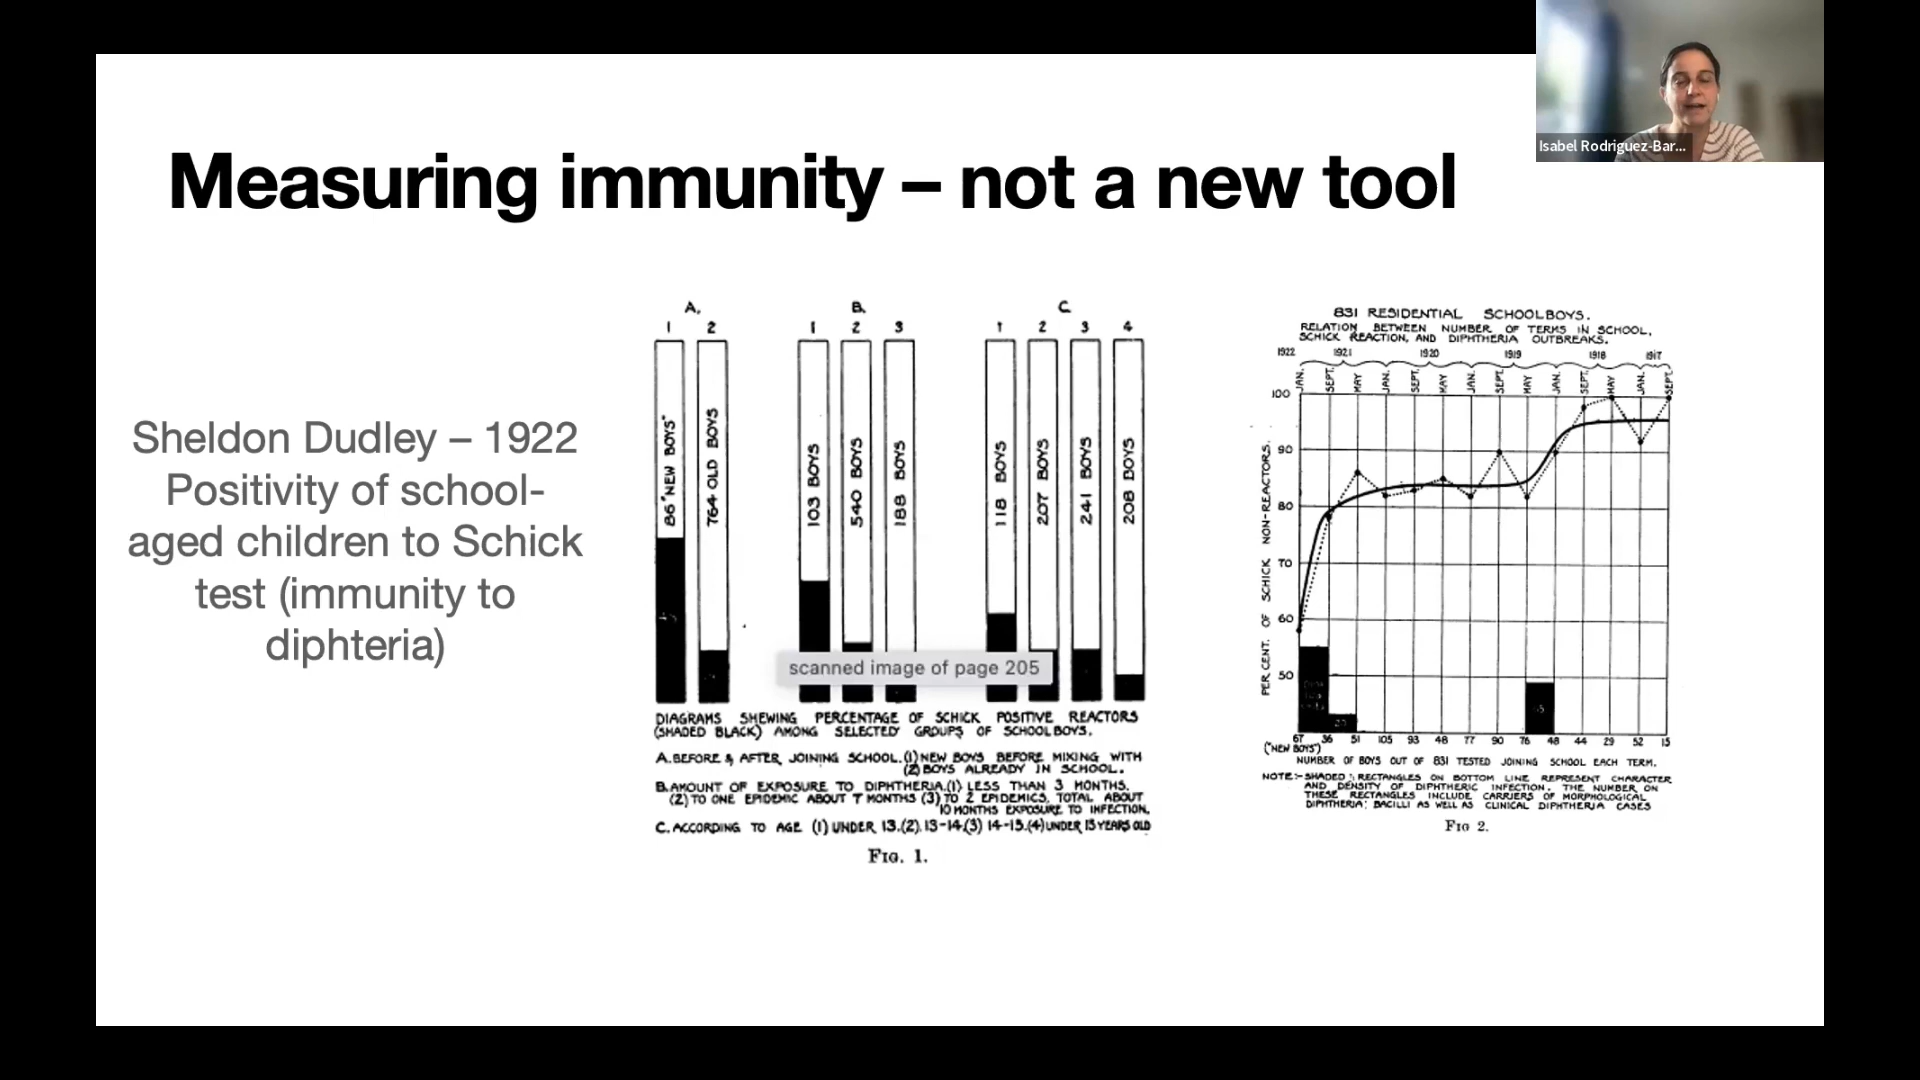 Isabel Rodriguez-Bar...
Measuring immunity – not a new tool
Sheldon Dudley – 1922
Positivity of school-
aged children to Schick
test (immunity to
diphteria)
A. B. C.
1 2 1 2 3 1 2 3 4
86 "NEW BOYS"
764 OLD BOYS
103 BOYS
540 BOYS
188 BOYS
118 BOYS
207 BOYS
241 BOYS
208 BOYS
scanned image of page 205
DIAGRAMS SHEWING PERCENTAGE OF SCHICK POSITIVE REACTORS
(SHADED BLACK) AMONG SELECTED GROUPS OF SCHOOLBOYS.
A. BEFORE & AFTER JOINING SCHOOL. (1) NEW BOYS BEFORE MIXING WITH
(2) BOYS ALREADY IN SCHOOL.
B. AMOUNT OF EXPOSURE TO DIPHTHERIA. (1) LESS THAN 3 MONTHS.
(2) TO ONE EPIDEMIC ABOUT 7 MONTHS (3) TO 2 EPIDEMICS, TOTAL ABOUT
10 MONTHS EXPOSURE TO INFECTION.
C. ACCORDING TO AGE (1) UNDER 13. (2). 13-14. (3) 14-15. (4) UNDER 15 YEARS OLD
FIG. 1.
831 RESIDENTIAL SCHOOLBOYS.
RELATION BETWEEN NUMBER OF TERMS IN SCHOOL,
SCHICK REACTION, AND DIPHTHERIA OUTBREAKS.
1922 1921 1920 1919 1918 1917
JAN. SEPT. MAY JAN. SEPT. MAY JAN. SEPT. MAY JAN. SEPT. MAY JAN. SEPT.
100
90
80
70
60
50
PER CENT. OF SCHICK NON-REACTORS.
67 36 51 105 93 48 77 90 76 48 44 29 52 15
("NEW BOYS")
NUMBER OF BOYS OUT OF 831 TESTED JOINING SCHOOL EACH TERM.
NOTE:- SHADED RECTANGLES ON BOTTOM LINE REPRESENT CHARACTER
AND DENSITY OF DIPHTHERIC INFECTION. THE NUMBER ON
THESE RECTANGLES INCLUDE CARRIERS OF MORPHOLOGICAL
DIPHTHERIA; BACILLI AS WELL AS CLINICAL DIPHTHERIA CASES
FIG 2.